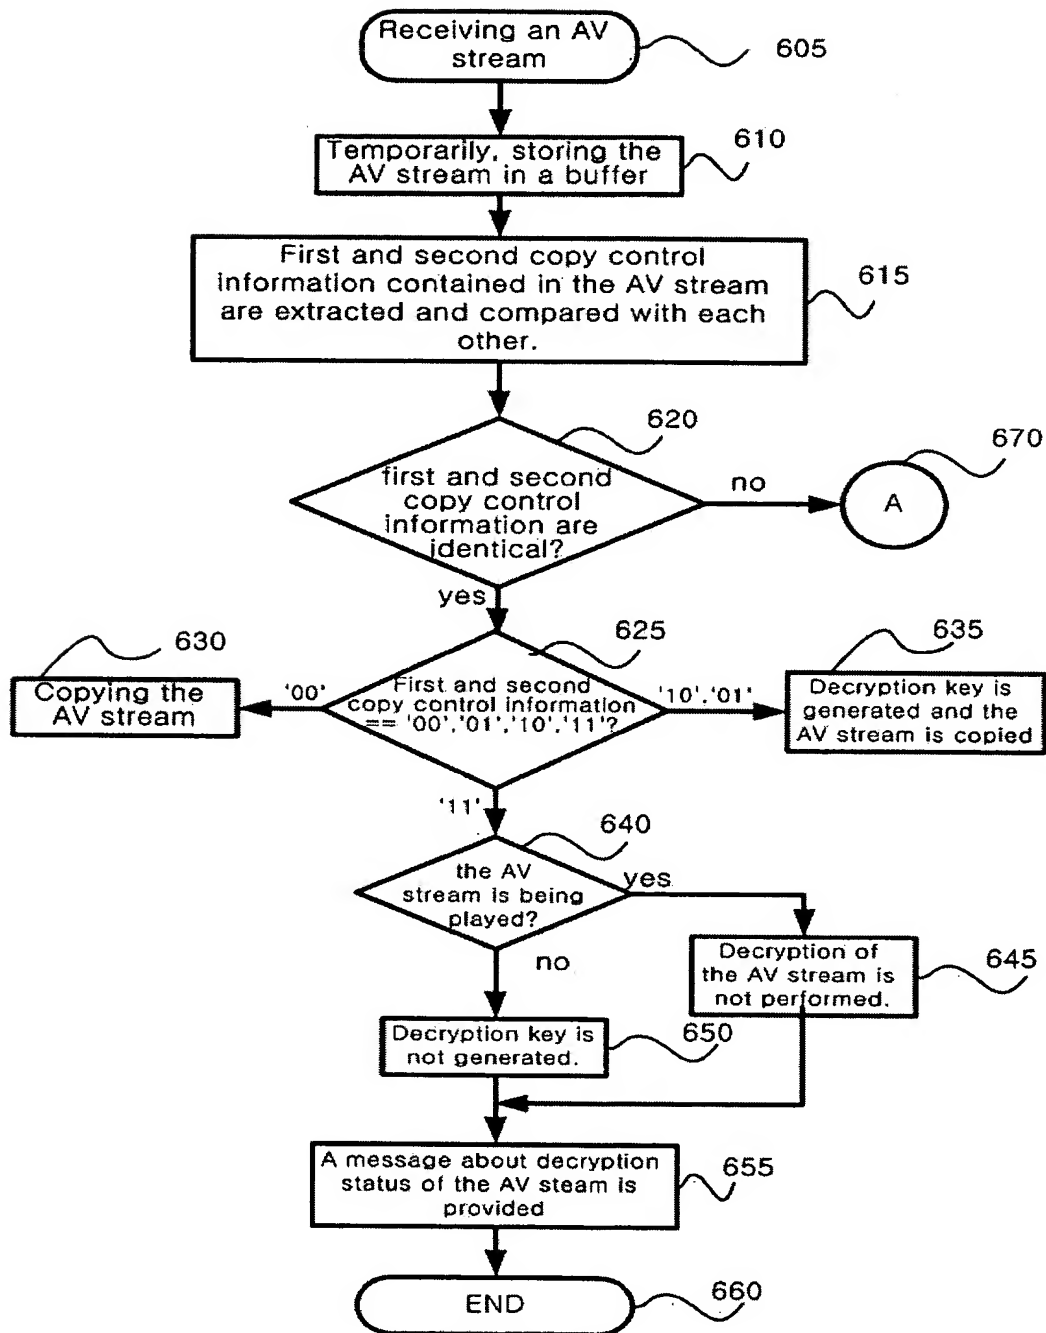 Receiving an AV
stream
605
Temporarily, storing the
AV stream in a buffer
610
First and second copy control
information contained in the AV stream
are extracted and compared with each
other.
615
620
first and second
copy control
information are
identical?
no
670
A
yes
630
Copying the
AV stream
'00'
625
First and second
copy control information
== '00','01','10','11'?
'10','01'
635
Decryption key is
generated and the
AV stream is copied
'11'
640
the AV
stream is being
played?
yes
no
Decryption of
the AV stream is
not performed.
645
Decryption key is
not generated.
650
A message about decryption
status of the AV steam is
provided
655
END
660